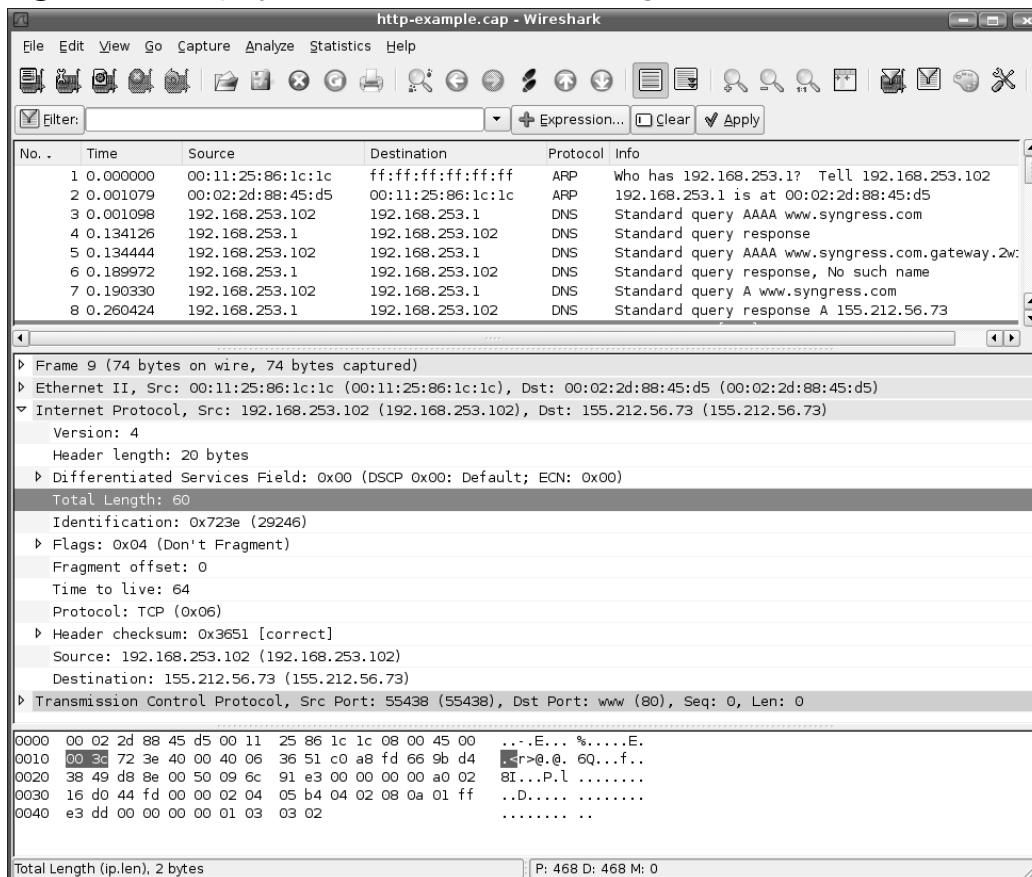 http-example.cap - Wireshark
File Edit View Go Capture Analyze Statistics Help
Filter: Expression... Clear Apply
No. . Time Source Destination Protocol Info
1 0.000000 00:11:25:86:1c:1c ff:ff:ff:ff:ff:ff ARP Who has 192.168.253.1? Tell 192.168.253.102
2 0.001079 00:02:2d:88:45:d5 00:11:25:86:1c:1c ARP 192.168.253.1 is at 00:02:2d:88:45:d5
3 0.001098 192.168.253.102 192.168.253.1 DNS Standard query AAAA www.syngress.com
4 0.134126 192.168.253.1 192.168.253.102 DNS Standard query response
5 0.134444 192.168.253.102 192.168.253.1 DNS Standard query AAAA www.syngress.com.gateway.2wi
6 0.189972 192.168.253.1 192.168.253.102 DNS Standard query response, No such name
7 0.190330 192.168.253.102 192.168.253.1 DNS Standard query A www.syngress.com
8 0.260424 192.168.253.1 192.168.253.102 DNS Standard query response A 155.212.56.73
Frame 9 (74 bytes on wire, 74 bytes captured)
Ethernet II, Src: 00:11:25:86:1c:1c (00:11:25:86:1c:1c), Dst: 00:02:2d:88:45:d5 (00:02:2d:88:45:d5)
Internet Protocol, Src: 192.168.253.102 (192.168.253.102), Dst: 155.212.56.73 (155.212.56.73)
Version: 4
Header length: 20 bytes
Differentiated Services Field: 0x00 (DSCP 0x00: Default; ECN: 0x00)
Total Length: 60
Identification: 0x723e (29246)
Flags: 0x04 (Don't Fragment)
Fragment offset: 0
Time to live: 64
Protocol: TCP (0x06)
Header checksum: 0x3651 [correct]
Source: 192.168.253.102 (192.168.253.102)
Destination: 155.212.56.73 (155.212.56.73)
Transmission Control Protocol, Src Port: 55438 (55438), Dst Port: www (80), Seq: 0, Len: 0
0000 00 02 2d 88 45 d5 00 11 25 86 1c 1c 08 00 45 00 ..-.E... %.....E.
0010 00 3c 72 3e 40 00 40 06 36 51 c0 a8 fd 66 9b d4 .<r>@.@. 6Q...f..
0020 38 49 d8 8e 00 50 09 6c 91 e3 00 00 00 00 a0 02 8I...P.l ........
0030 16 d0 44 fd 00 00 02 04 05 b4 04 02 08 0a 01 ff ..D..... ........
0040 e3 dd 00 00 00 00 01 03 03 02 ........ ..
Total Length (ip.len), 2 bytes P: 468 D: 468 M: 0